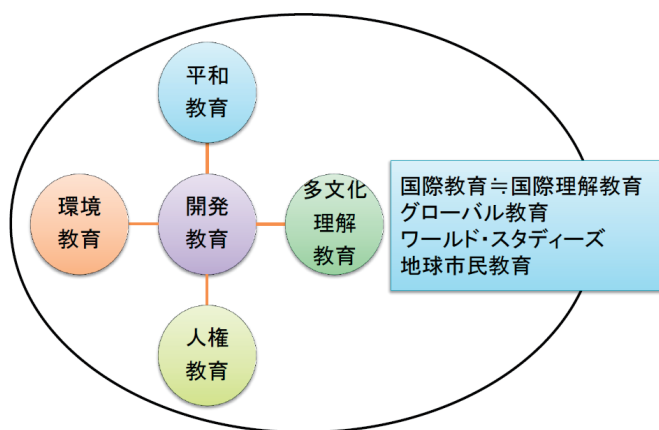 平和
教育
環境
教育
開発
教育
多文化
理解
教育
人権
教育
国際教育≒国際理解教育
グローバル教育
ワールド・スタディーズ
地球市民教育